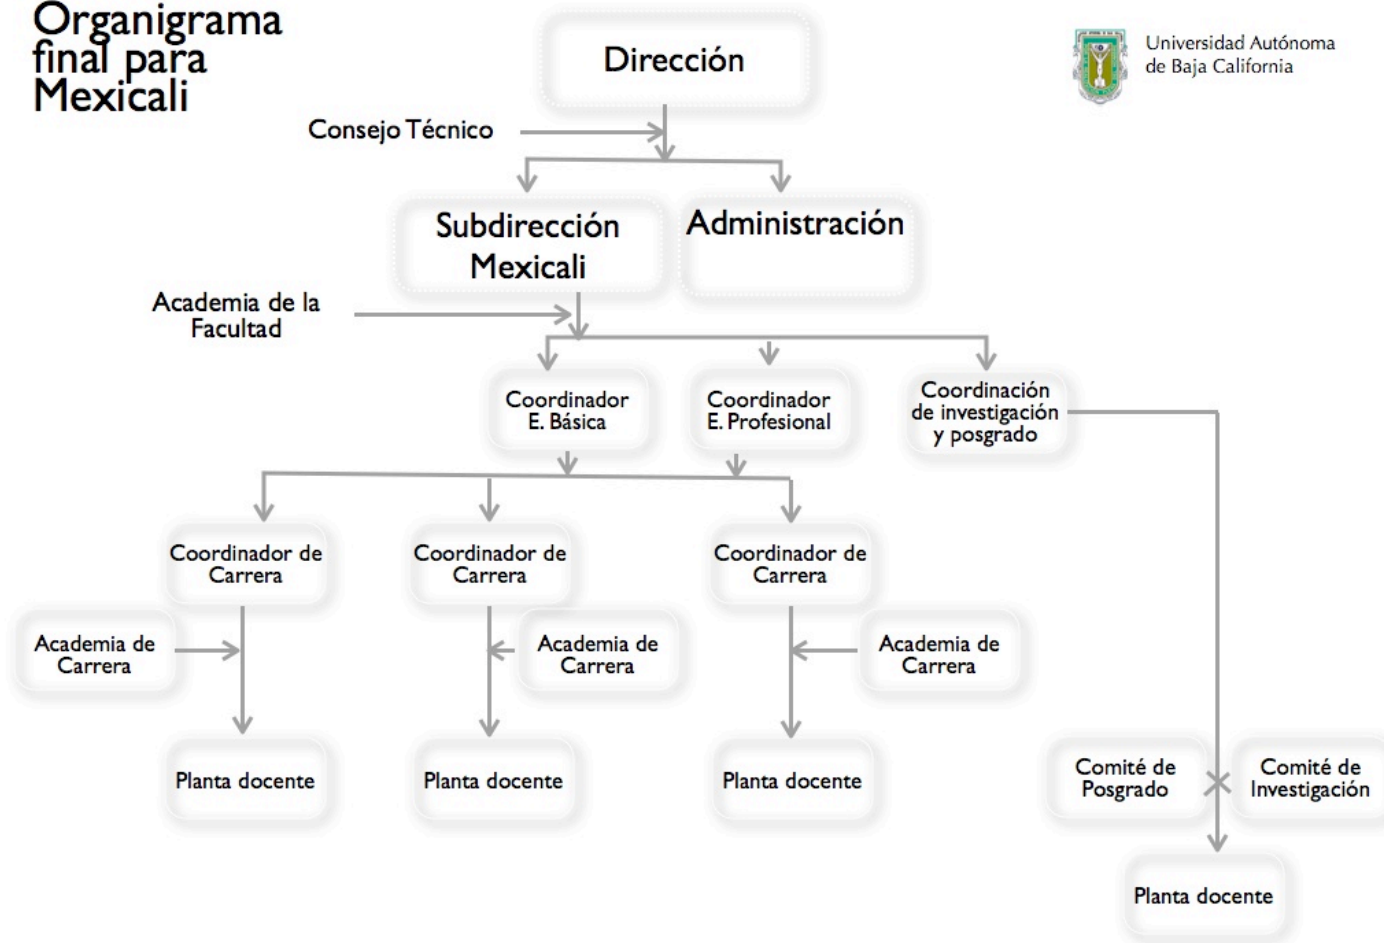 Organigrama
final para
Mexicali
Dirección
Universidad Autónoma
de Baja California
Consejo Técnico
Subdirección
Mexicali
Administración
Academia de la
Facultad
Coordinador
E. Básica
Coordinador
E. Profesional
Coordinación
de investigación
y posgrado
Coordinador de
Carrera
Coordinador de
Carrera
Coordinador de
Carrera
Academia de
Carrera
Academia de
Carrera
Academia de
Carrera
Planta docente
Planta docente
Planta docente
Comité de
Posgrado
Comité de
Investigación
Planta docente